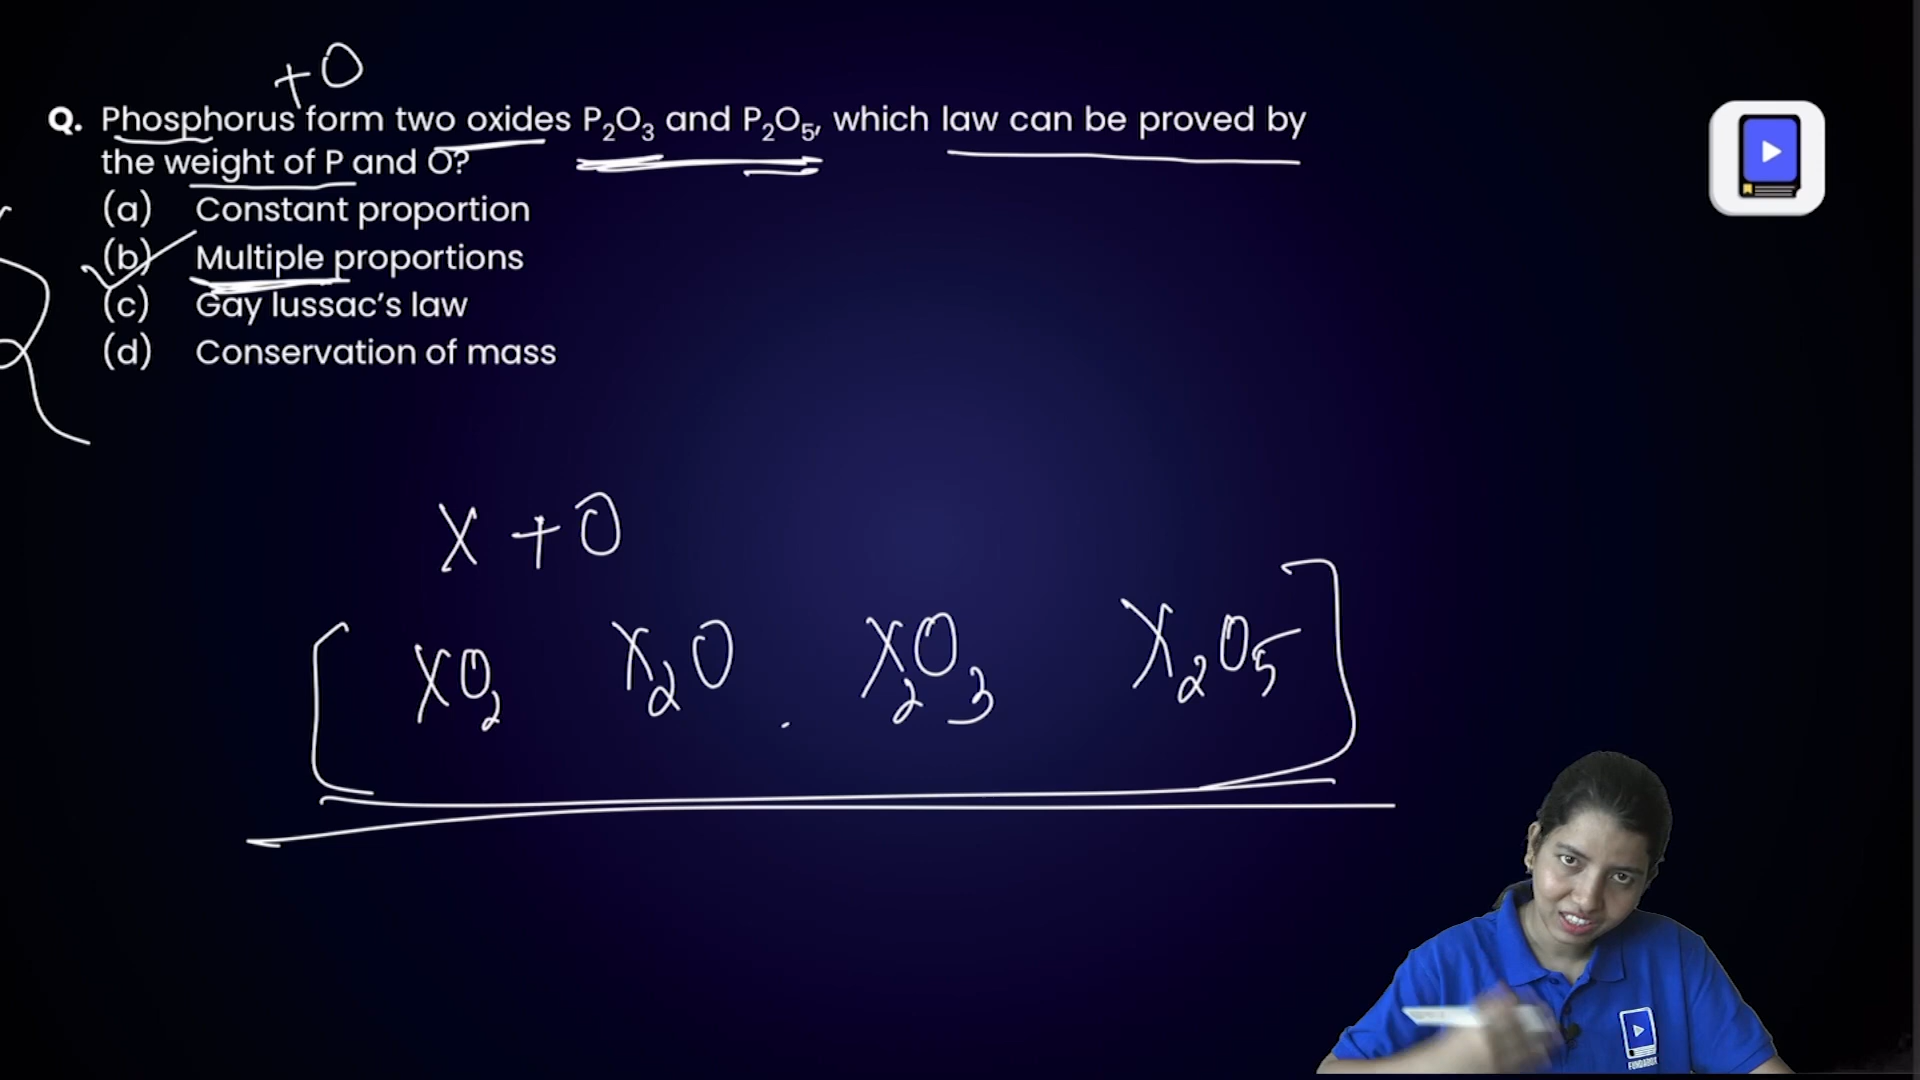 +O
Q. Phosphorus form two oxides P₂O₃ and P₂O₅, which law can be proved by
the weight of P and O?
(a) Constant proportion
(b) Multiple proportions
(c) Gay lussac’s law
(d) Conservation of mass
X + O
XO₂ X₂O X₂O₃ X₂O₅